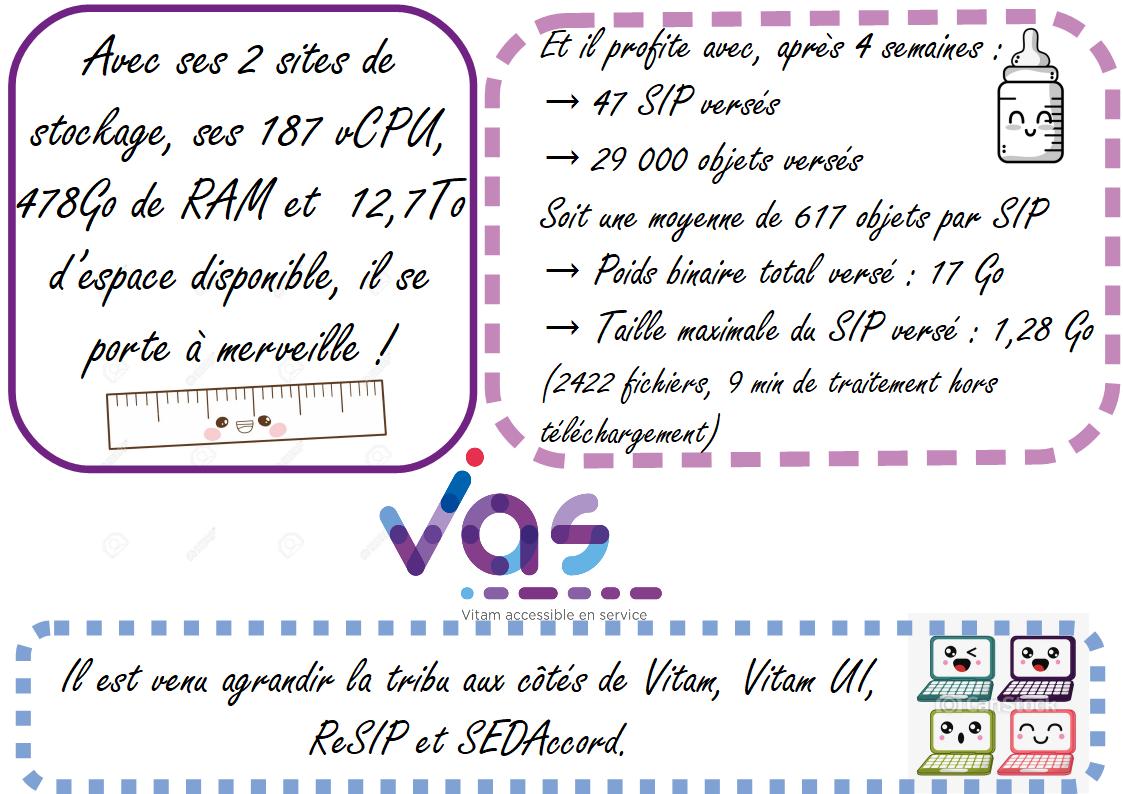 Avec ses 2 sites de
stockage, ses 187 vCPU,
478Go de RAM et 12,7To
d'espace disponible, il se
porte à merveille !
Et il profite avec, après 4 semaines :
→ 47 SIP versés
→ 29 000 objets versés
Soit une moyenne de 617 objets par SIP
→ Poids binaire total versé : 17 Go
→ Taille maximale du SIP versé : 1,28 Go
(2422 fichiers, 9 min de traitement hors
téléchargement)
vas
Vitam accessible en service
Il est venu agrandir la tribu aux côtés de Vitam, Vitam UI,
ReSIP et SEDAccord.
CanStock